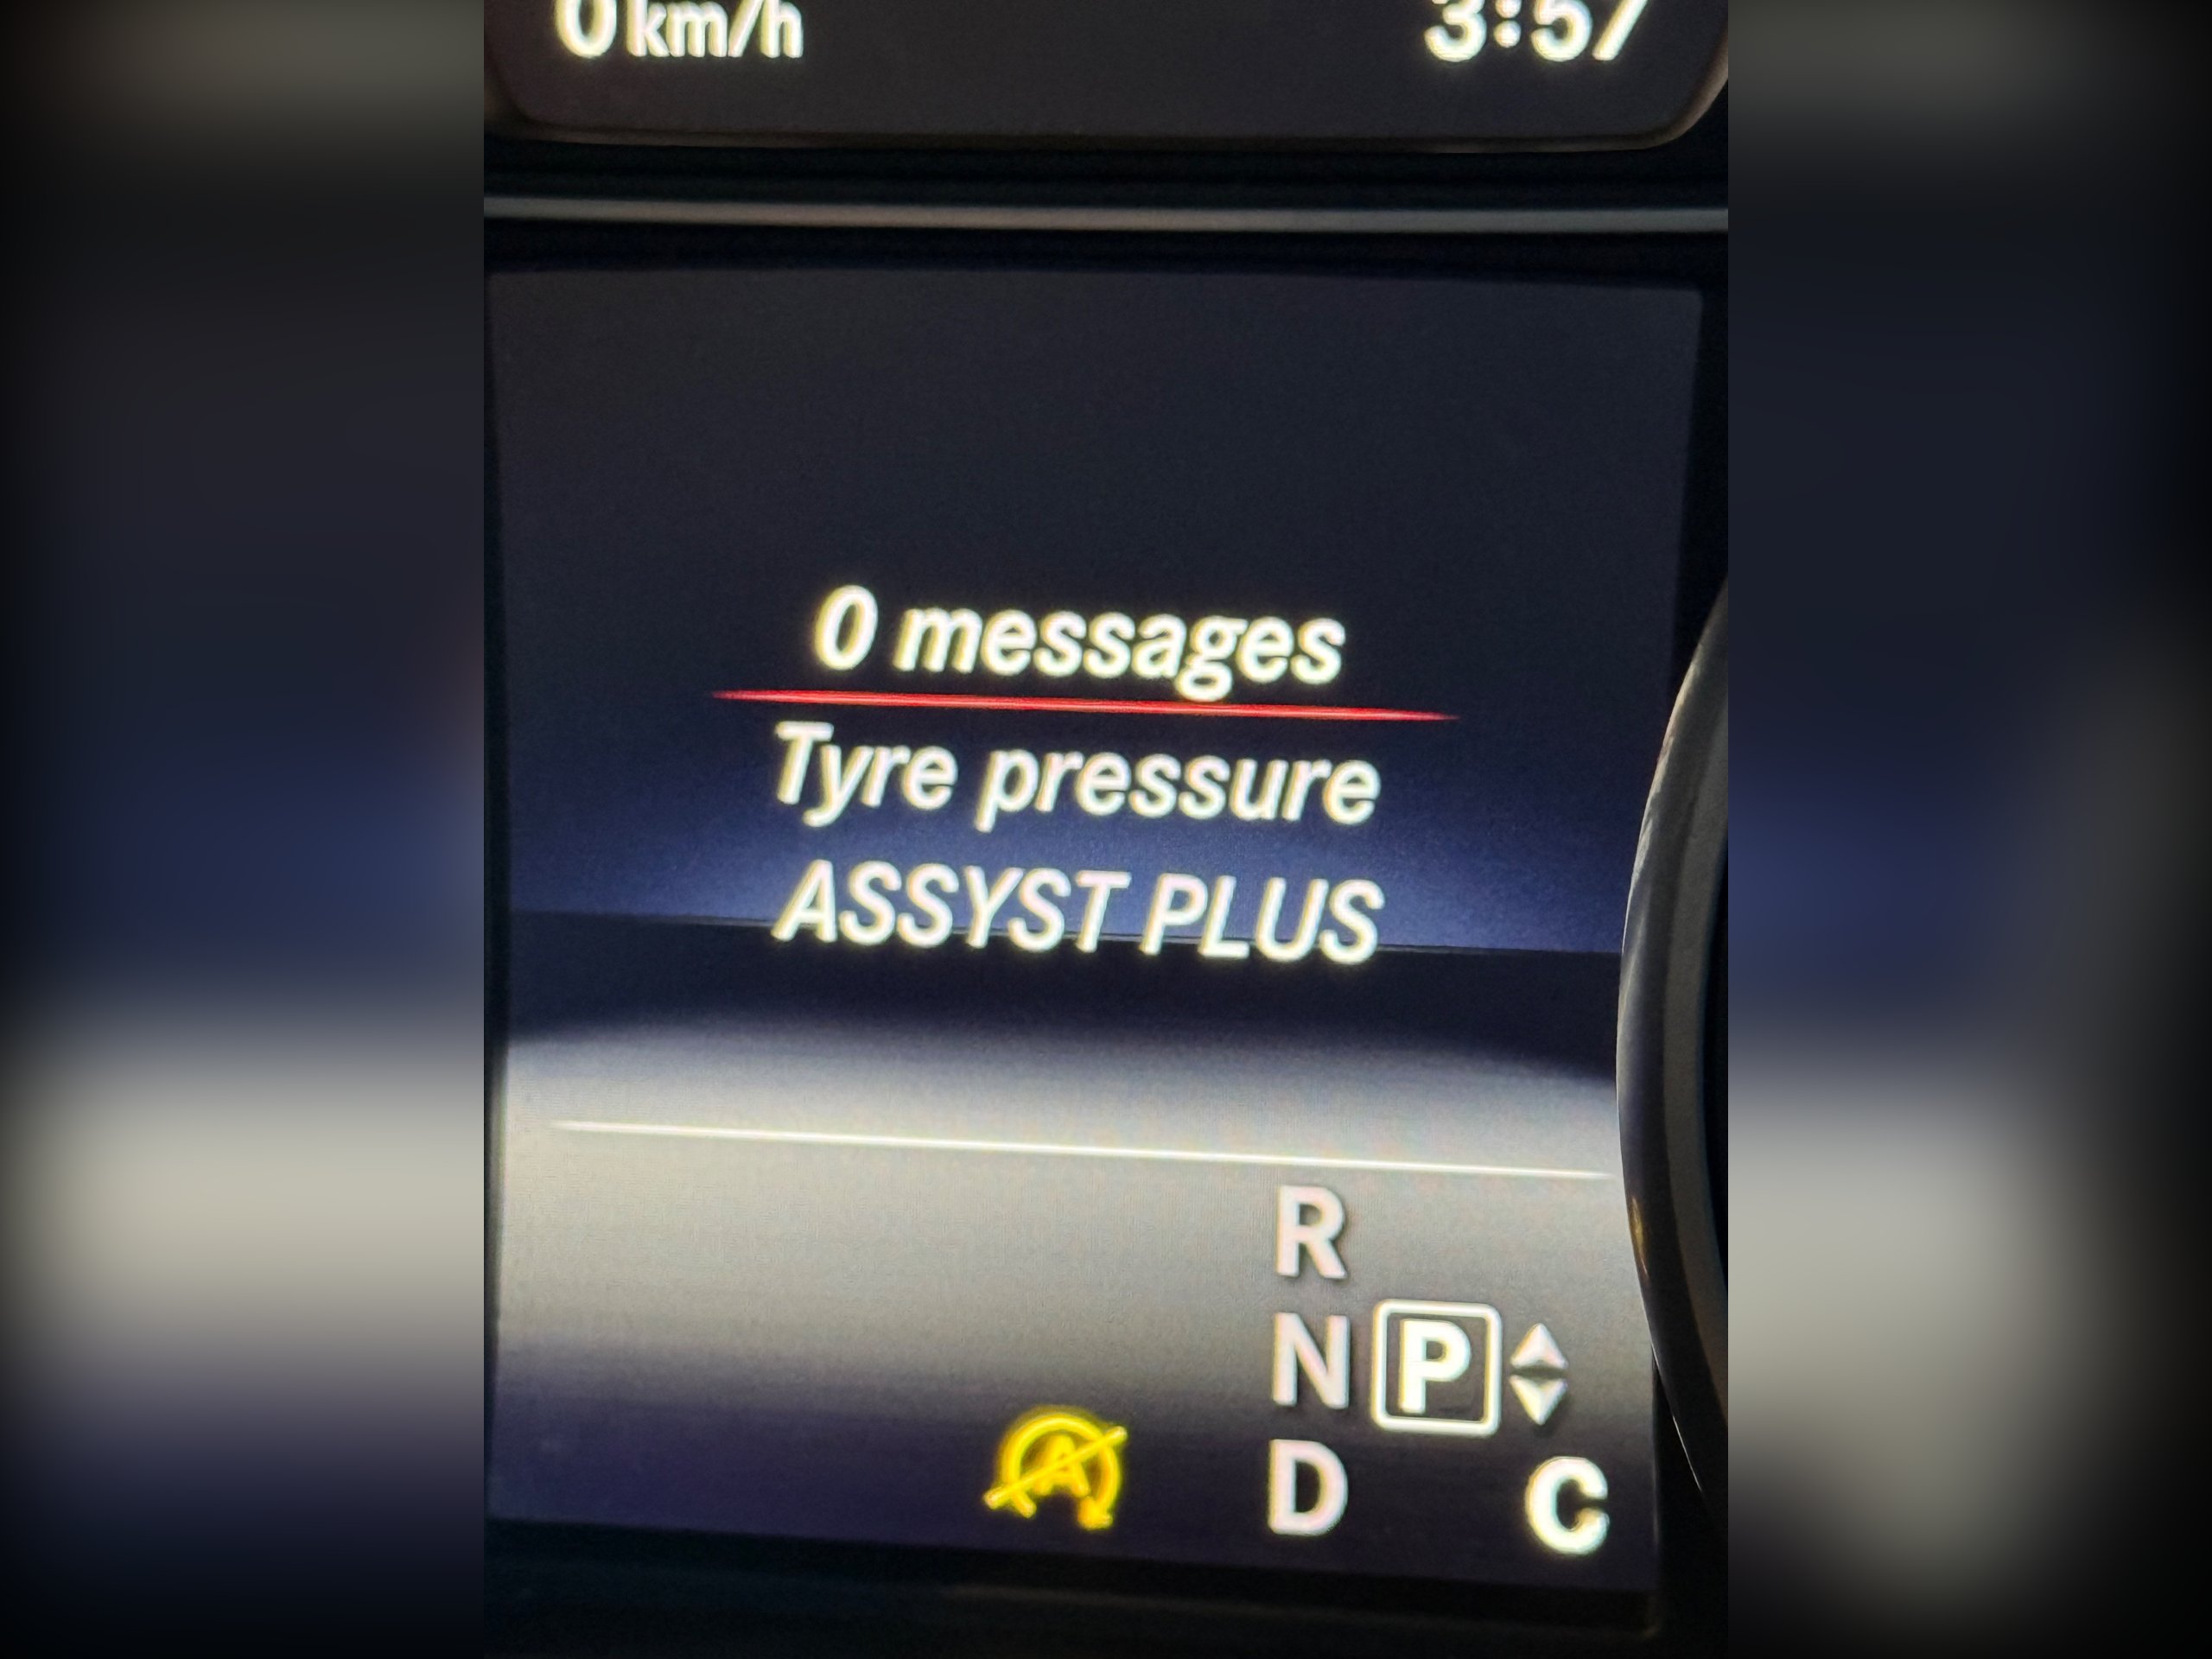 0 km/h 3:57
0 messages
Tyre pressure
ASSYST PLUS
R
N P
A D C